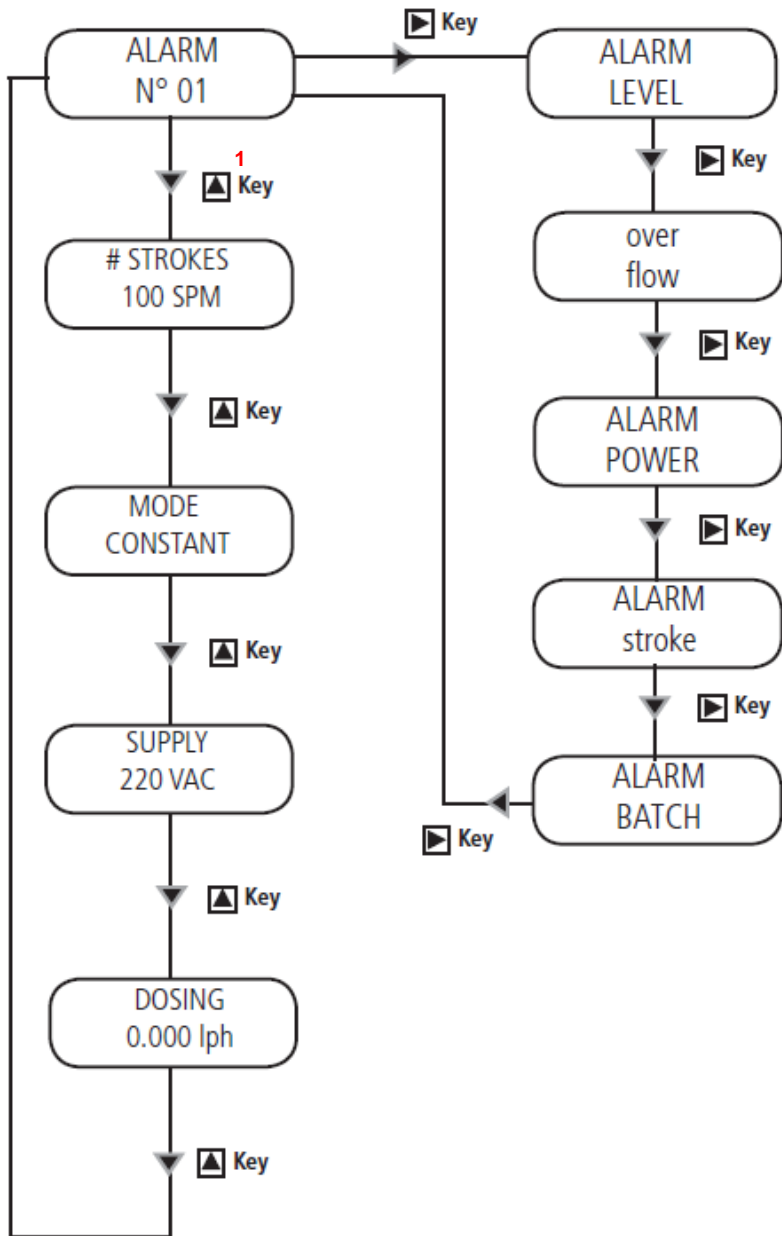 Key
ALARM
N° 01
ALARM
LEVEL
1
Key
Key
# STROKES
100 SPM
over
flow
Key
Key
MODE
CONSTANT
ALARM
POWER
Key
Key
ALARM
stroke
SUPPLY
220 VAC
Key
ALARM
BATCH
Key
Key
DOSING
0.000 lph
Key